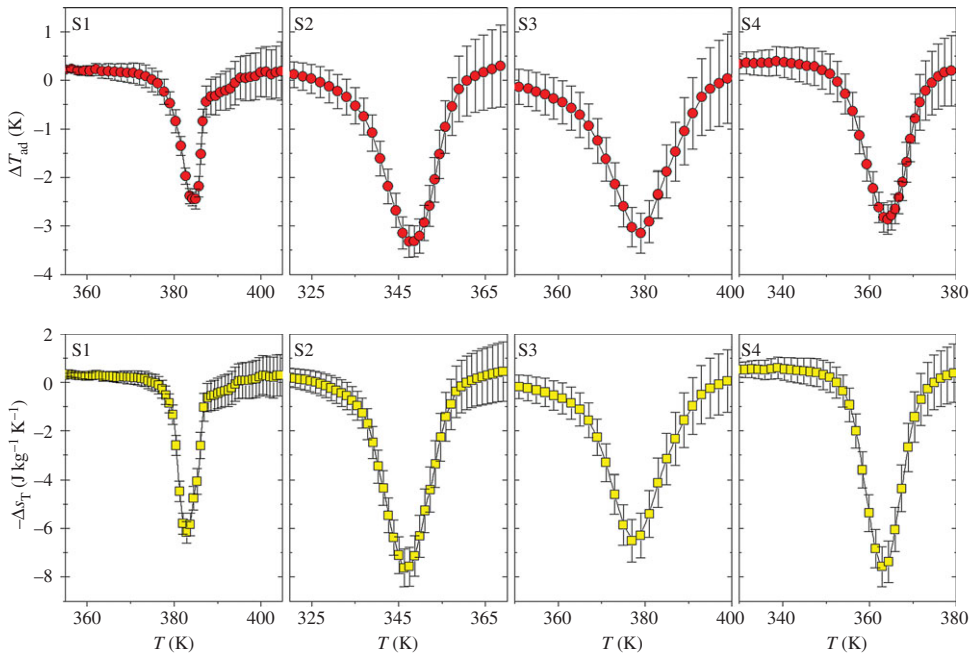 S1 S2 S3 S4
1
0
−1
−2
−3
−4
ΔT_ad (K)
360 380 400 325 345 365 360 380 400 340 360 380
S1 S2 S3 S4
2
0
−2
−4
−6
−8
−Δs_T (J kg⁻¹ K⁻¹)
360 380 400 325 345 365 360 380 400 340 360 380
T (K) T (K) T (K) T (K)